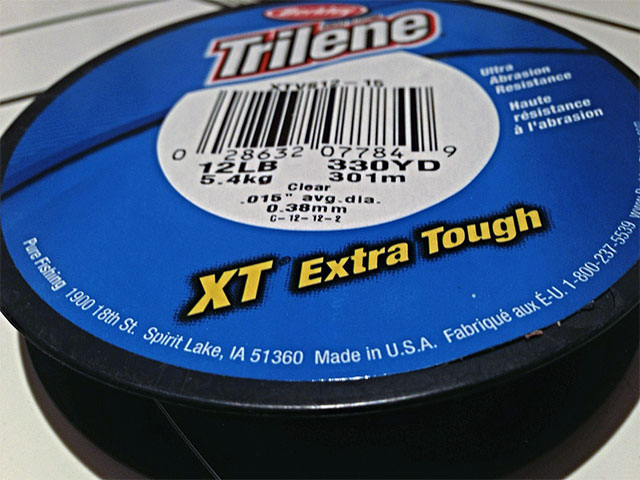 Berkley
Trilene
XTVS12-15
0 28632 07784 9
12LB 330YD
5.4kg 301m
Clear
.015" avg.dia.
0.38mm
C-12-12-2
Ultra
Abrasion
Resistance
Haute
résistance
à l'abrasion
XT Extra Tough
Pure Fishing 1900 18th St. Spirit Lake, IA 51360 Made in U.S.A. Fabriqué aux É-U. 1-800-237-5539